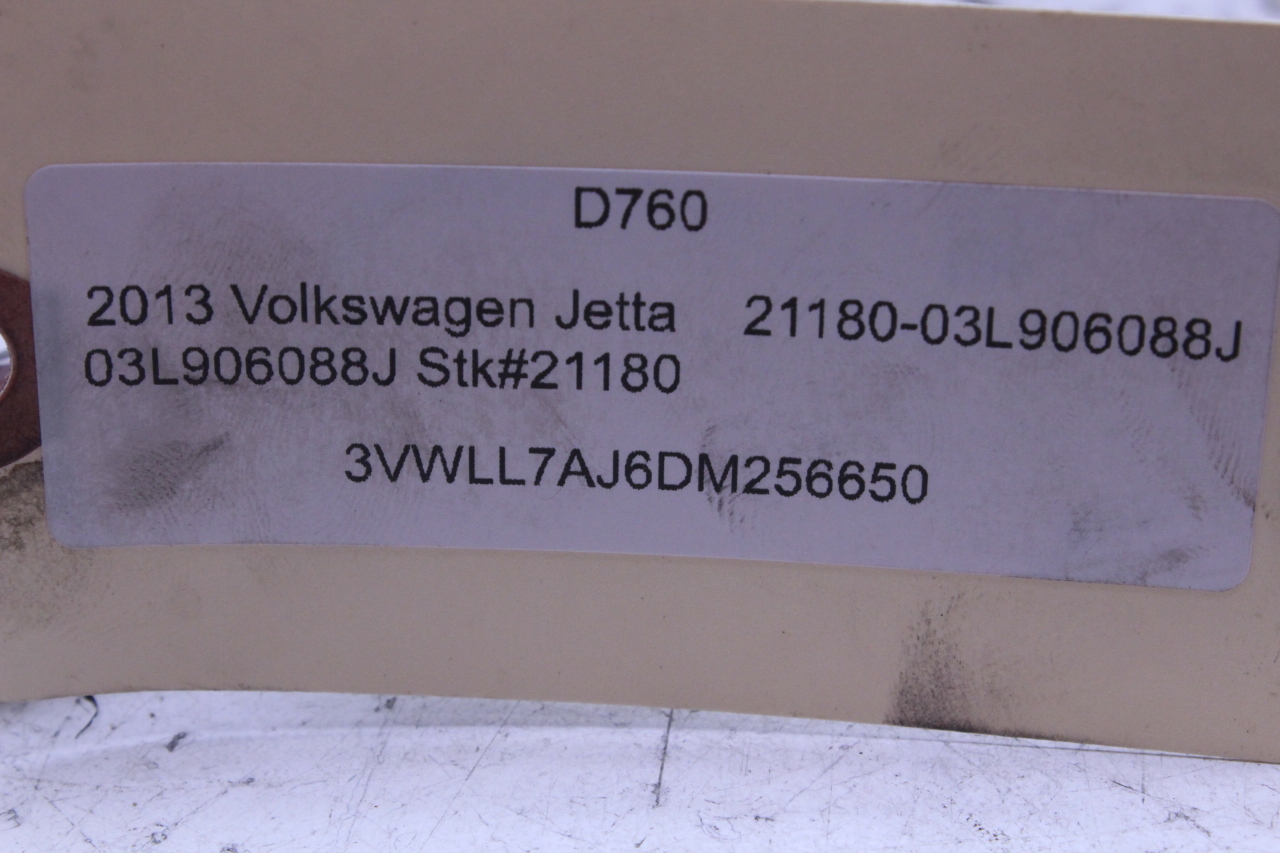 D760
2013 Volkswagen Jetta 21180-03L906088J
03L906088J Stk#21180
3VWLL7AJ6DM256650